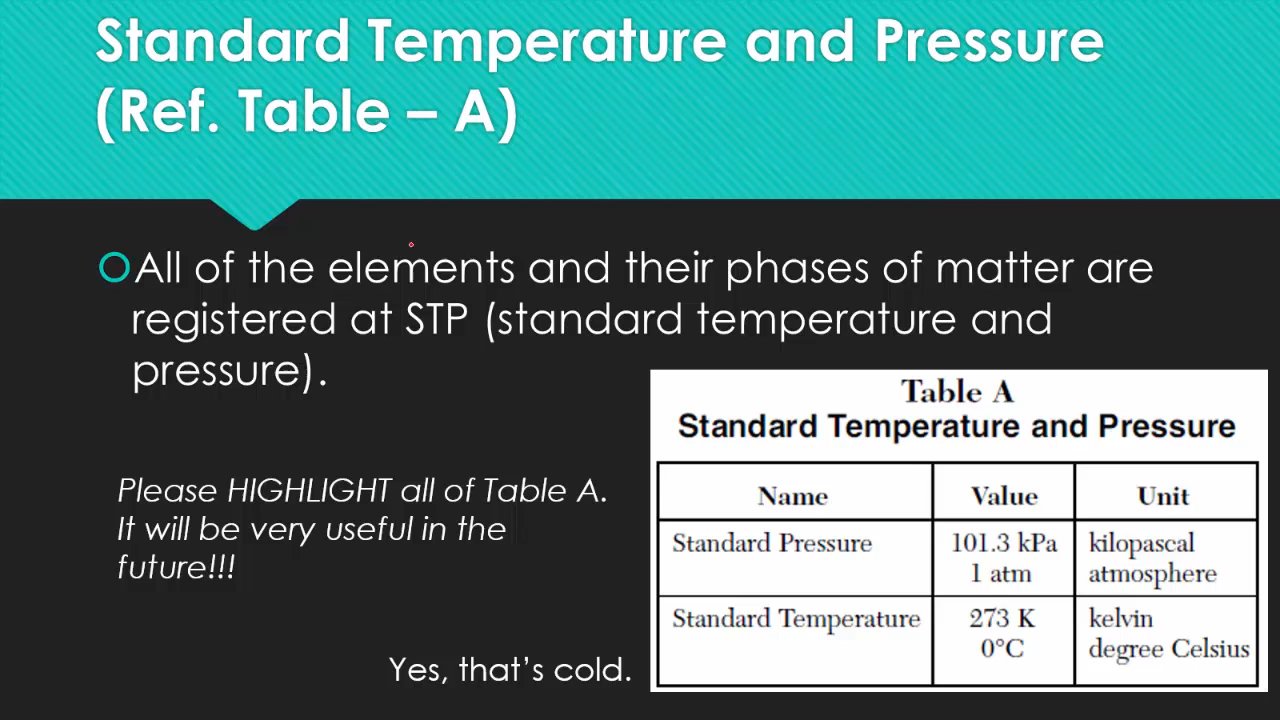 Standard Temperature and Pressure
(Ref. Table – A)
All of the elements and their phases of matter are
registered at STP (standard temperature and
pressure).
Please HIGHLIGHT all of Table A.
It will be very useful in the
future!!!
Yes, that’s cold.
Table A
Standard Temperature and Pressure
Name Value Unit
Standard Pressure 101.3 kPa kilopascal
1 atm atmosphere
Standard Temperature 273 K kelvin
0°C degree Celsius